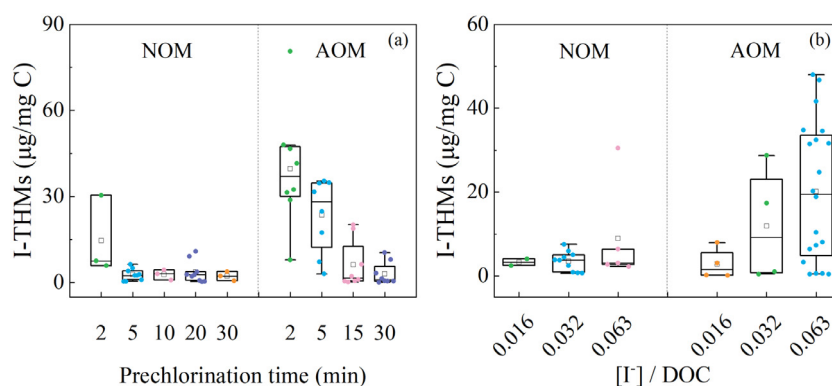 90
60
30
0
I-THMs (μg/mg C)
NOM
AOM
(a)
2 5 10 20 30 2 5 15 30
Prechlorination time (min)
60
40
20
0
I-THMs (μg/mg C)
NOM
AOM
(b)
0.016 0.032 0.063 0.016 0.032 0.063
[I⁻] / DOC